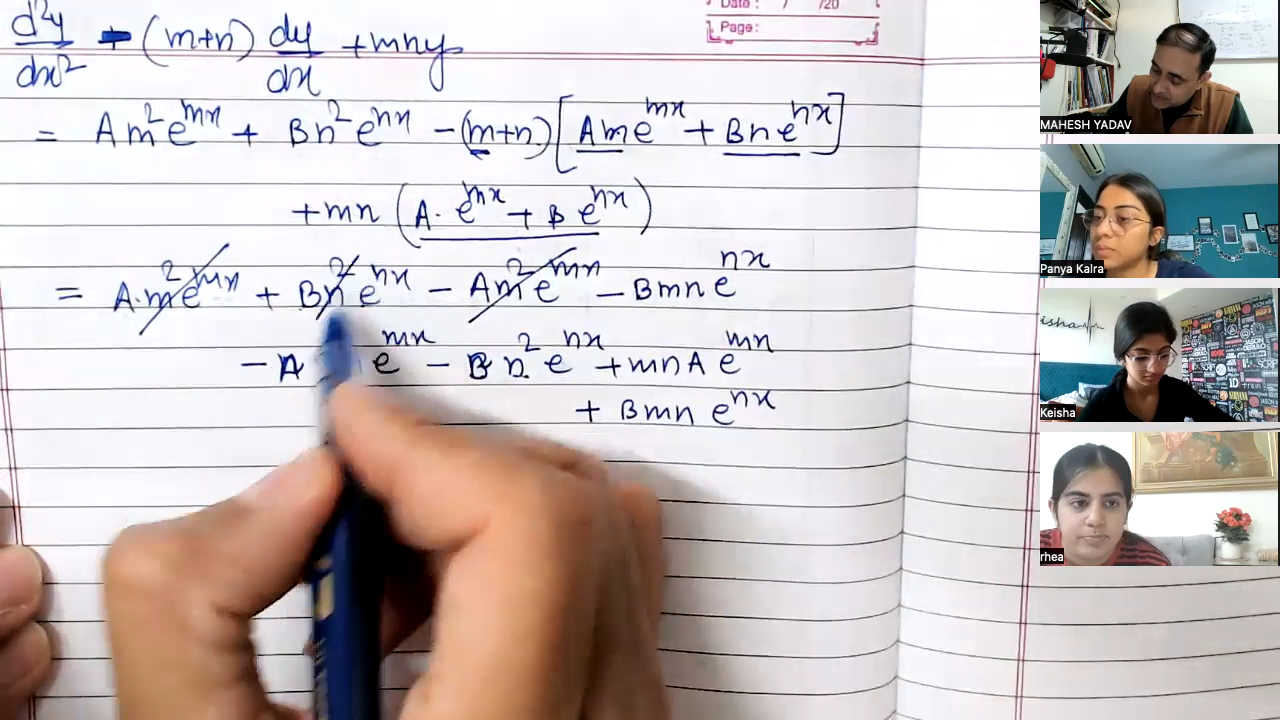 d²y/dx² - (m+n) dy/dx + mny
Date : / /20
Page:
= Am²e^mx + Bn²e^nx - (m+n) [Ame^mx + Bne^nx]
+mn (A. e^mx + B e^nx)
= A.m²e^mx + Bn²e^nx - Am²e^mx - Bmne^nx
- A e^mx - Bn²e^nx + mnAe^mx
+ Bmn e^nx
MAHESH YADAV
Panya Kalra
Keisha
rhea